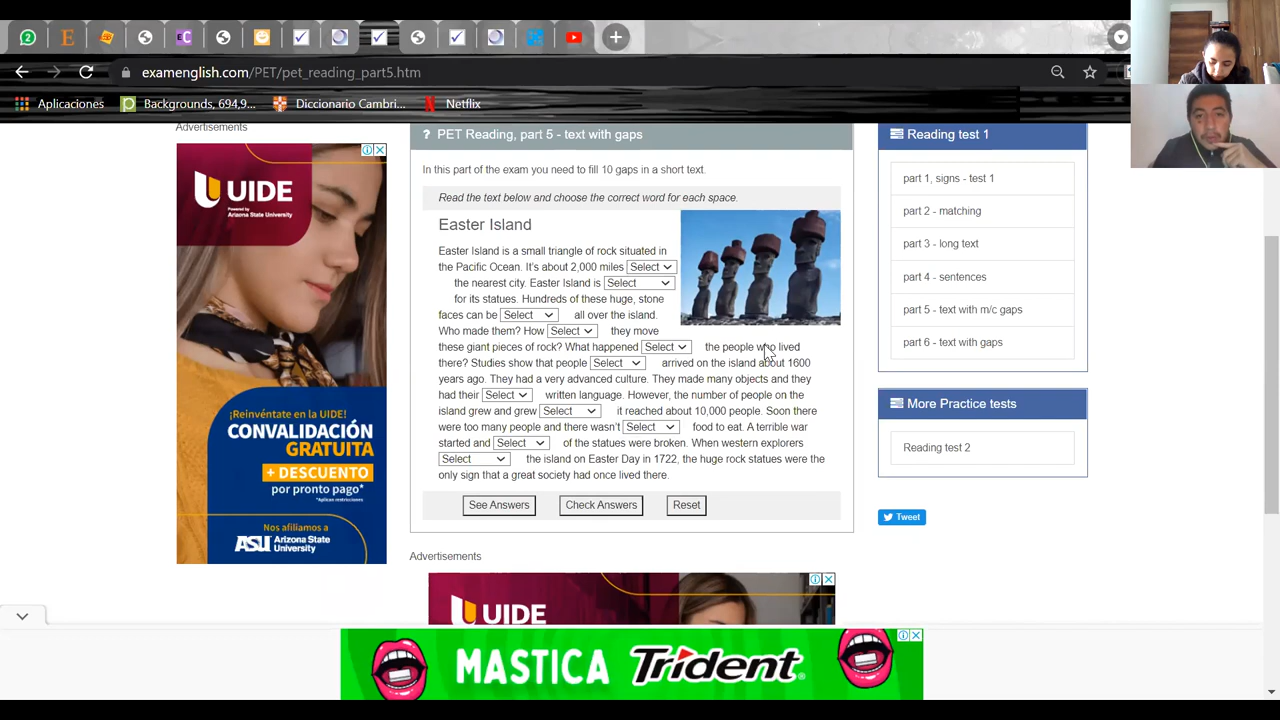 2
E
C
examenglish.com/PET/pet_reading_part5.htm
Aplicaciones
Backgrounds, 694,9...
Diccionario Cambri...
Netflix
Advertisements
UIDE
Powered by
Arizona State University
¡Reinvéntate en la UIDE!
CONVALIDACIÓN
GRATUITA
+ DESCUENTO
por pronto pago*
*Aplican restricciones
Nos afiliamos a
ASU Arizona State
University
? PET Reading, part 5 - text with gaps
In this part of the exam you need to fill 10 gaps in a short text.
Read the text below and choose the correct word for each space.
Easter Island
Easter Island is a small triangle of rock situated in
the Pacific Ocean. It's about 2,000 miles Select
the nearest city. Easter Island is Select
for its statues. Hundreds of these huge, stone
faces can be Select all over the island.
Who made them? How Select they move
these giant pieces of rock? What happened Select the people who lived
there? Studies show that people Select arrived on the island about 1600
years ago. They had a very advanced culture. They made many objects and they
had their Select written language. However, the number of people on the
island grew and grew Select it reached about 10,000 people. Soon there
were too many people and there wasn't Select food to eat. A terrible war
started and Select of the statues were broken. When western explorers
Select the island on Easter Day in 1722, the huge rock statues were the
only sign that a great society had once lived there.
See Answers Check Answers Reset
Advertisements
UIDE
Reading test 1
part 1, signs - test 1
part 2 - matching
part 3 - long text
part 4 - sentences
part 5 - text with m/c gaps
part 6 - text with gaps
More Practice tests
Reading test 2
Tweet
MASTICA Trident